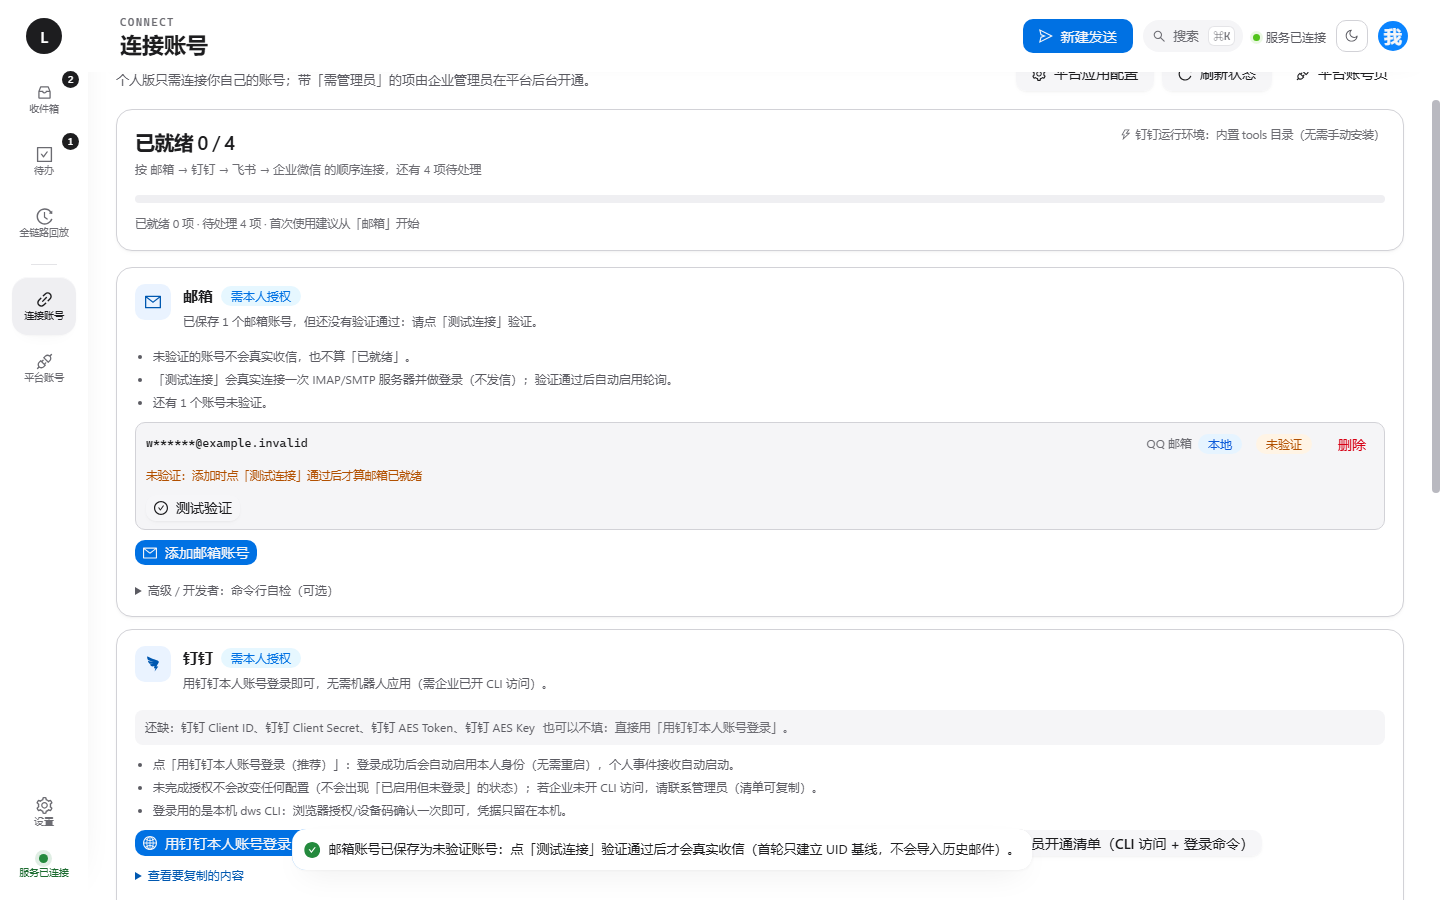 L
CONNECT
连接账号
新建发送
搜索
⌘K
服务已连接
我
2
收件箱
1
待办
全链路回放
连接账号
平台账号
设置
服务已连接
个人版只需连接你自己的账号；带「需管理员」的项由企业管理员在平台后台开通。
平台应用配置
刷新状态
平台账号页
已就绪 0 / 4
钉钉运行环境：内置 tools 目录（无需手动安装）
按 邮箱 → 钉钉 → 飞书 → 企业微信 的顺序连接，还有 4 项待处理
已就绪 0 项 · 待处理 4 项 · 首次使用建议从「邮箱」开始
邮箱 需本人授权
已保存 1 个邮箱账号，但还没有验证通过：请点「测试连接」验证。
• 未验证的账号不会真实收信，也不算「已就绪」。
• 「测试连接」会真实连接一次 IMAP/SMTP 服务器并做登录（不发信）；验证通过后自动启用轮询。
• 还有 1 个账号未验证。
w******@example.invalid
QQ 邮箱 本地 未验证 删除
未验证：添加时点「测试连接」通过后才算邮箱已就绪
测试验证
添加邮箱账号
▶ 高级 / 开发者：命令行自检（可选）
钉钉 需本人授权
用钉钉本人账号登录即可，无需机器人应用（需企业已开 CLI 访问）。
还缺：钉钉 Client ID、钉钉 Client Secret、钉钉 AES Token、钉钉 AES Key 也可以不填：直接用「用钉钉本人账号登录」。
• 点「用钉钉本人账号登录（推荐）」：登录成功后会自动启用本人身份（无需重启），个人事件接收自动启动。
• 未完成授权不会改变任何配置（不会出现「已启用但未登录」的状态）；若企业未开 CLI 访问，请联系管理员（清单可复制）。
• 登录用的是本机 dws CLI：浏览器授权/设备码确认一次即可，凭据只留在本机。
用钉钉本人账号登录
员开通清单（CLI 访问 + 登录命令）
邮箱账号已保存为未验证账号：点「测试连接」验证通过后才会真实收信（首轮只建立 UID 基线，不会导入历史邮件）。
▶ 查看要复制的内容